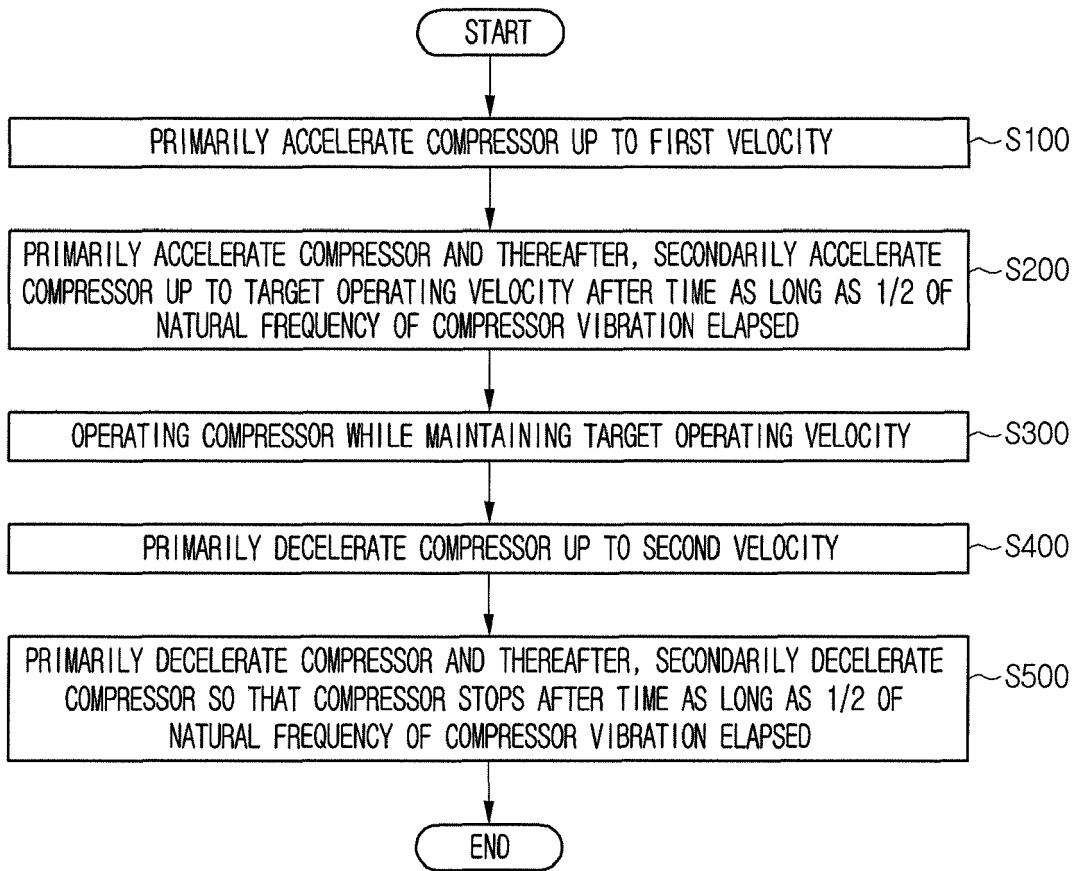 START
PRIMARILY ACCELERATE COMPRESSOR UP TO FIRST VELOCITY
S100
PRIMARILY ACCELERATE COMPRESSOR AND THEREAFTER, SECONDARILY ACCELERATE
COMPRESSOR UP TO TARGET OPERATING VELOCITY AFTER TIME AS LONG AS 1/2 OF
NATURAL FREQUENCY OF COMPRESSOR VIBRATION ELAPSED
S200
OPERATING COMPRESSOR WHILE MAINTAINING TARGET OPERATING VELOCITY
S300
PRIMARILY DECELERATE COMPRESSOR UP TO SECOND VELOCITY
S400
PRIMARILY DECELERATE COMPRESSOR AND THEREAFTER, SECONDARILY DECELERATE
COMPRESSOR SO THAT COMPRESSOR STOPS AFTER TIME AS LONG AS 1/2 OF
NATURAL FREQUENCY OF COMPRESSOR VIBRATION ELAPSED
S500
END